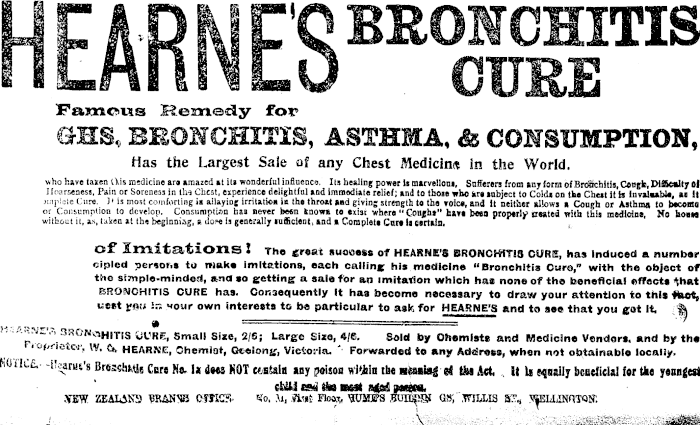 HEARNE'S BRONCHITIS
CURE
Famous Remedy for
GHS, BRONCHITIS, ASTHMA, & CONSUMPTION,
Has the Largest Sale of any Chest Medicine in the World.
who have taken this medicine are amazed at its wonderful influence. Its healing power is marvellous. Sufferers from any form of Bronchitis, Cough, Difficulty of
Hoarseness, Pain or Soreness in the Chest, experience delightful and immediate relief; and to those who are subject to Colds on the Chest it is invaluable, as it
mplete Cure. It is most comforting in allaying irritation in the throat and giving strength to the voice, and it neither allows a Cough or Asthma to become
or Consumption to develop. Consumption has never been known to exist where "Coughs" have been properly treated with this medicine. No house
without it, as, taken at the beginning, a dose is generally sufficient, and a Complete Cure is certain.
of Imitations! The great success of HEARNE'S BRONCHITIS CURE, has induced a number
cipled persons to make imitations, each calling his medicine "Bronchitis Cure," with the object of
the simple-minded, and so getting a sale for an imitation which has none of the beneficial effects that
BRONCHITIS CURE has. Consequently it has become necessary to draw your attention to this fact,
uest you in your own interests to be particular to ask for HEARNE'S and to see that you get it.
HEARNE'S BRONCHITIS CURE, Small Size, 2/6; Large Size, 4/6. Sold by Chemists and Medicine Vendors, and by the
Proprietor, W. G. HEARNE, Chemist, Geelong, Victoria. Forwarded to any Address, when not obtainable locally.
NOTICE.—Hearne's Bronchitis Cure No. 1a does NOT contain any poison within the meaning of the Act. It is equally beneficial for the youngest
child and the most aged person.
NEW ZEALAND BRANCH OFFICE. No. 11, First Floor, HUME'S BUILDIN GS, WILLIS ST., WELLINGTON.